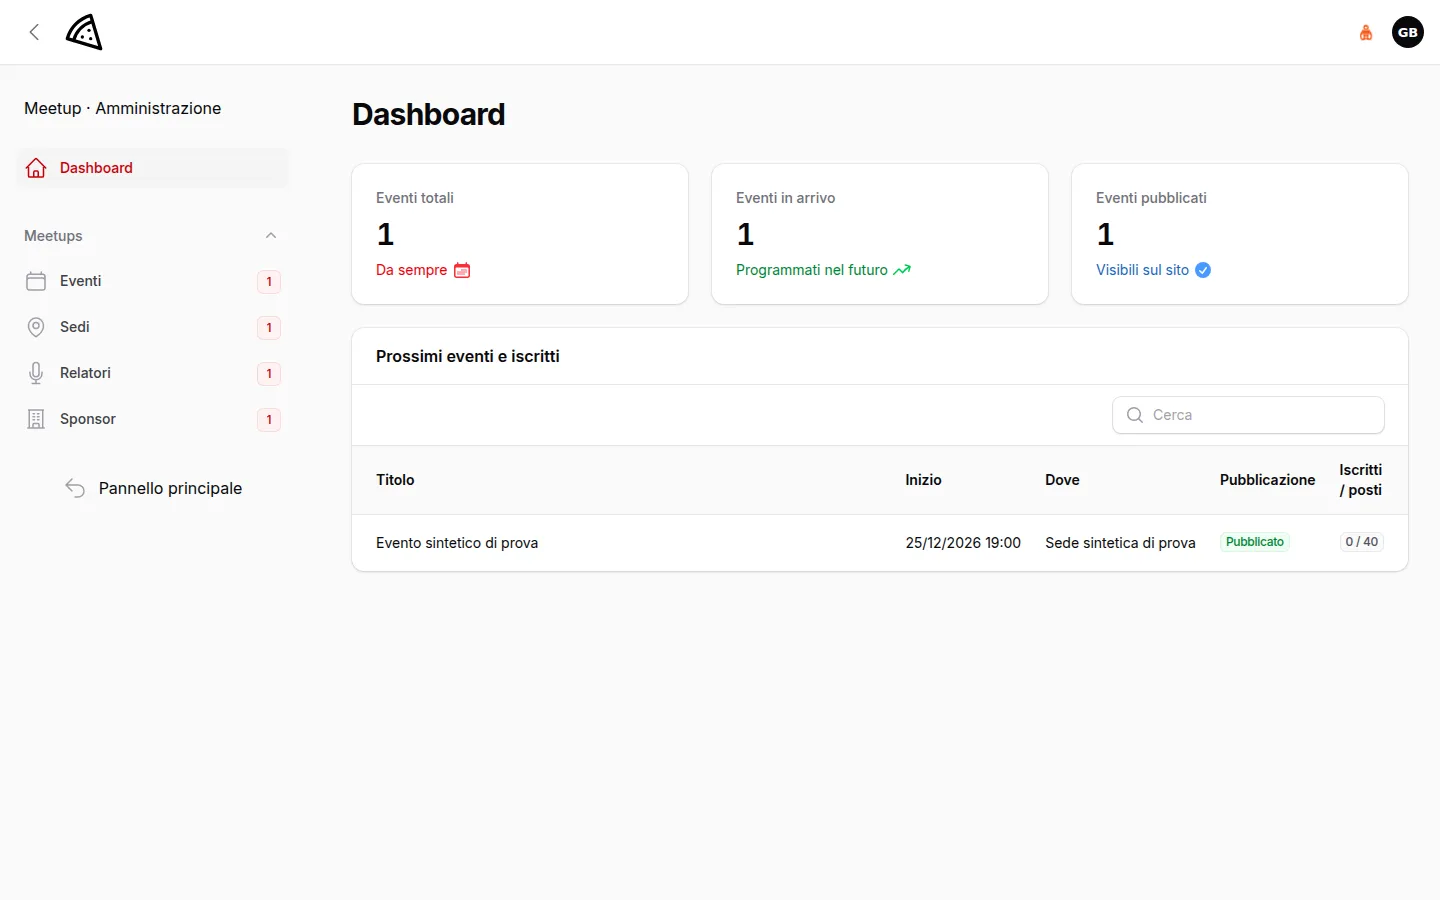 GB
Meetup · Amministrazione
Dashboard
Meetups
Eventi 1
Sedi 1
Relatori 1
Sponsor 1
Pannello principale
Dashboard
Eventi totali
1
Da sempre
Eventi in arrivo
1
Programmati nel futuro
Eventi pubblicati
1
Visibili sul sito
Prossimi eventi e iscritti
Cerca
Titolo Inizio Dove Pubblicazione Iscritti
/ posti
Evento sintetico di prova 25/12/2026 19:00 Sede sintetica di prova Pubblicato 0 / 40